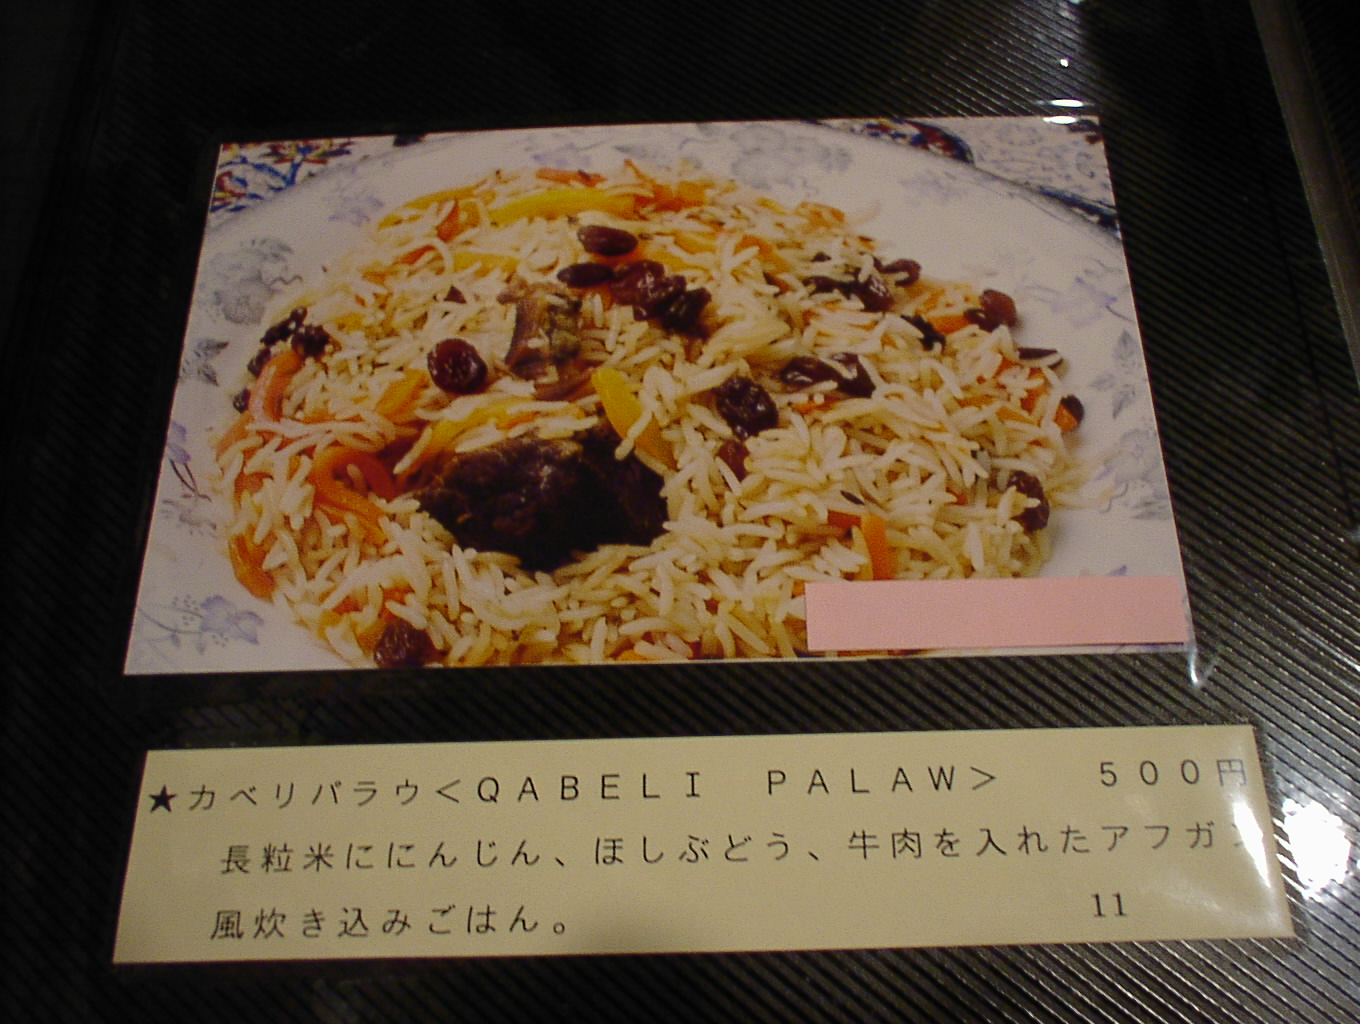 ★カベリパラウ＜QABELI PALAW＞ 500円
長粒米ににんじん、ほしぶどう、牛肉を入れたアフガン
風炊き込みごはん。 11